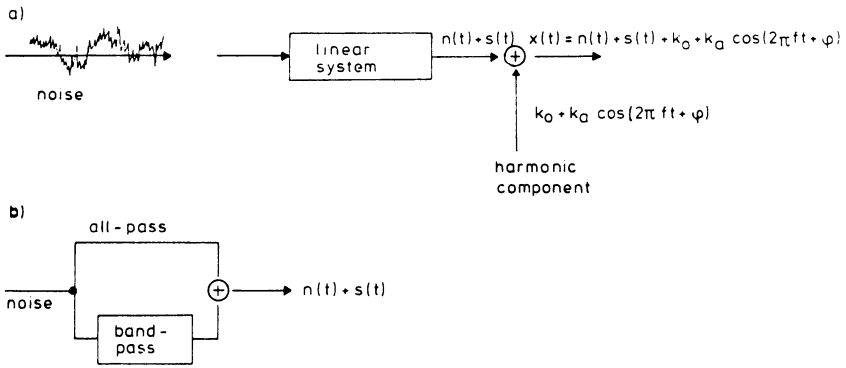 a)
noise
linear
system
n(t)+s(t)
x(t) = n(t)+s(t)+k₀+kₐ cos(2π ft+φ)
k₀+kₐ cos(2π ft+φ)
harmonic
component
b)
all-pass
noise
band-
pass
n(t)+s(t)